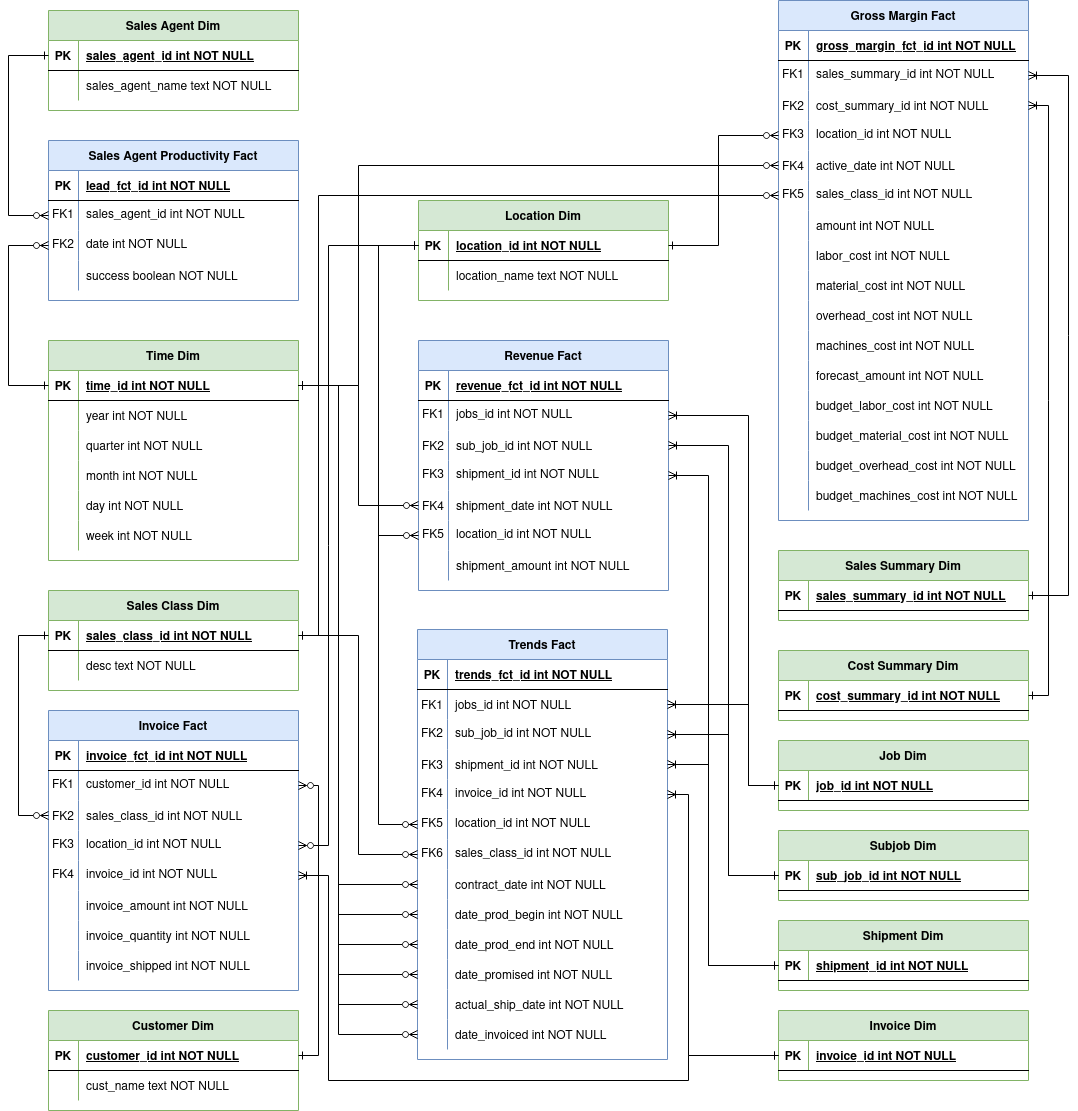 Sales Agent Dim
PK sales_agent_id int NOT NULL
sales_agent_name text NOT NULL
Sales Agent Productivity Fact
PK lead_fct_id int NOT NULL
FK1 sales_agent_id int NOT NULL
FK2 date int NOT NULL
success boolean NOT NULL
Time Dim
PK time_id int NOT NULL
year int NOT NULL
quarter int NOT NULL
month int NOT NULL
day int NOT NULL
week int NOT NULL
Sales Class Dim
PK sales_class_id int NOT NULL
desc text NOT NULL
Invoice Fact
PK invoice_fct_id int NOT NULL
FK1 customer_id int NOT NULL
FK2 sales_class_id int NOT NULL
FK3 location_id int NOT NULL
FK4 invoice_id int NOT NULL
invoice_amount int NOT NULL
invoice_quantity int NOT NULL
invoice_shipped int NOT NULL
Customer Dim
PK customer_id int NOT NULL
cust_name text NOT NULL
Location Dim
PK location_id int NOT NULL
location_name text NOT NULL
Revenue Fact
PK revenue_fct_id int NOT NULL
FK1 jobs_id int NOT NULL
FK2 sub_job_id int NOT NULL
FK3 shipment_id int NOT NULL
FK4 shipment_date int NOT NULL
FK5 location_id int NOT NULL
shipment_amount int NOT NULL
Trends Fact
PK trends_fct_id int NOT NULL
FK1 jobs_id int NOT NULL
FK2 sub_job_id int NOT NULL
FK3 shipment_id int NOT NULL
FK4 invoice_id int NOT NULL
FK5 location_id int NOT NULL
FK6 sales_class_id int NOT NULL
contract_date int NOT NULL
date_prod_begin int NOT NULL
date_prod_end int NOT NULL
date_promised int NOT NULL
actual_ship_date int NOT NULL
date_invoiced int NOT NULL
Gross Margin Fact
PK gross_margin_fct_id int NOT NULL
FK1 sales_summary_id int NOT NULL
FK2 cost_summary_id int NOT NULL
FK3 location_id int NOT NULL
FK4 active_date int NOT NULL
FK5 sales_class_id int NOT NULL
amount int NOT NULL
labor_cost int NOT NULL
material_cost int NOT NULL
overhead_cost int NOT NULL
machines_cost int NOT NULL
forecast_amount int NOT NULL
budget_labor_cost int NOT NULL
budget_material_cost int NOT NULL
budget_overhead_cost int NOT NULL
budget_machines_cost int NOT NULL
Sales Summary Dim
PK sales_summary_id int NOT NULL
Cost Summary Dim
PK cost_summary_id int NOT NULL
Job Dim
PK job_id int NOT NULL
Subjob Dim
PK sub_job_id int NOT NULL
Shipment Dim
PK shipment_id int NOT NULL
Invoice Dim
PK invoice_id int NOT NULL